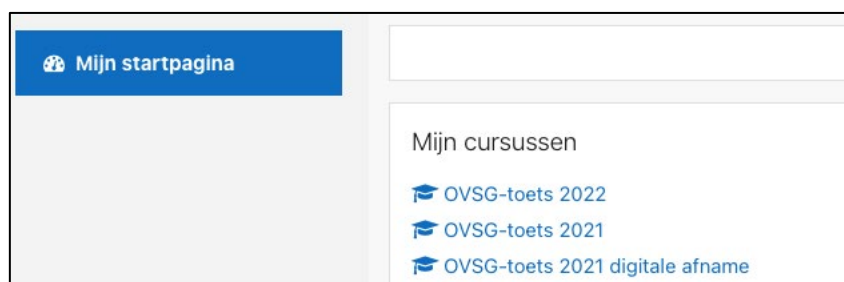 Mijn startpagina
Mijn cursussen
OVSG-toets 2022
OVSG-toets 2021
OVSG-toets 2021 digitale afname